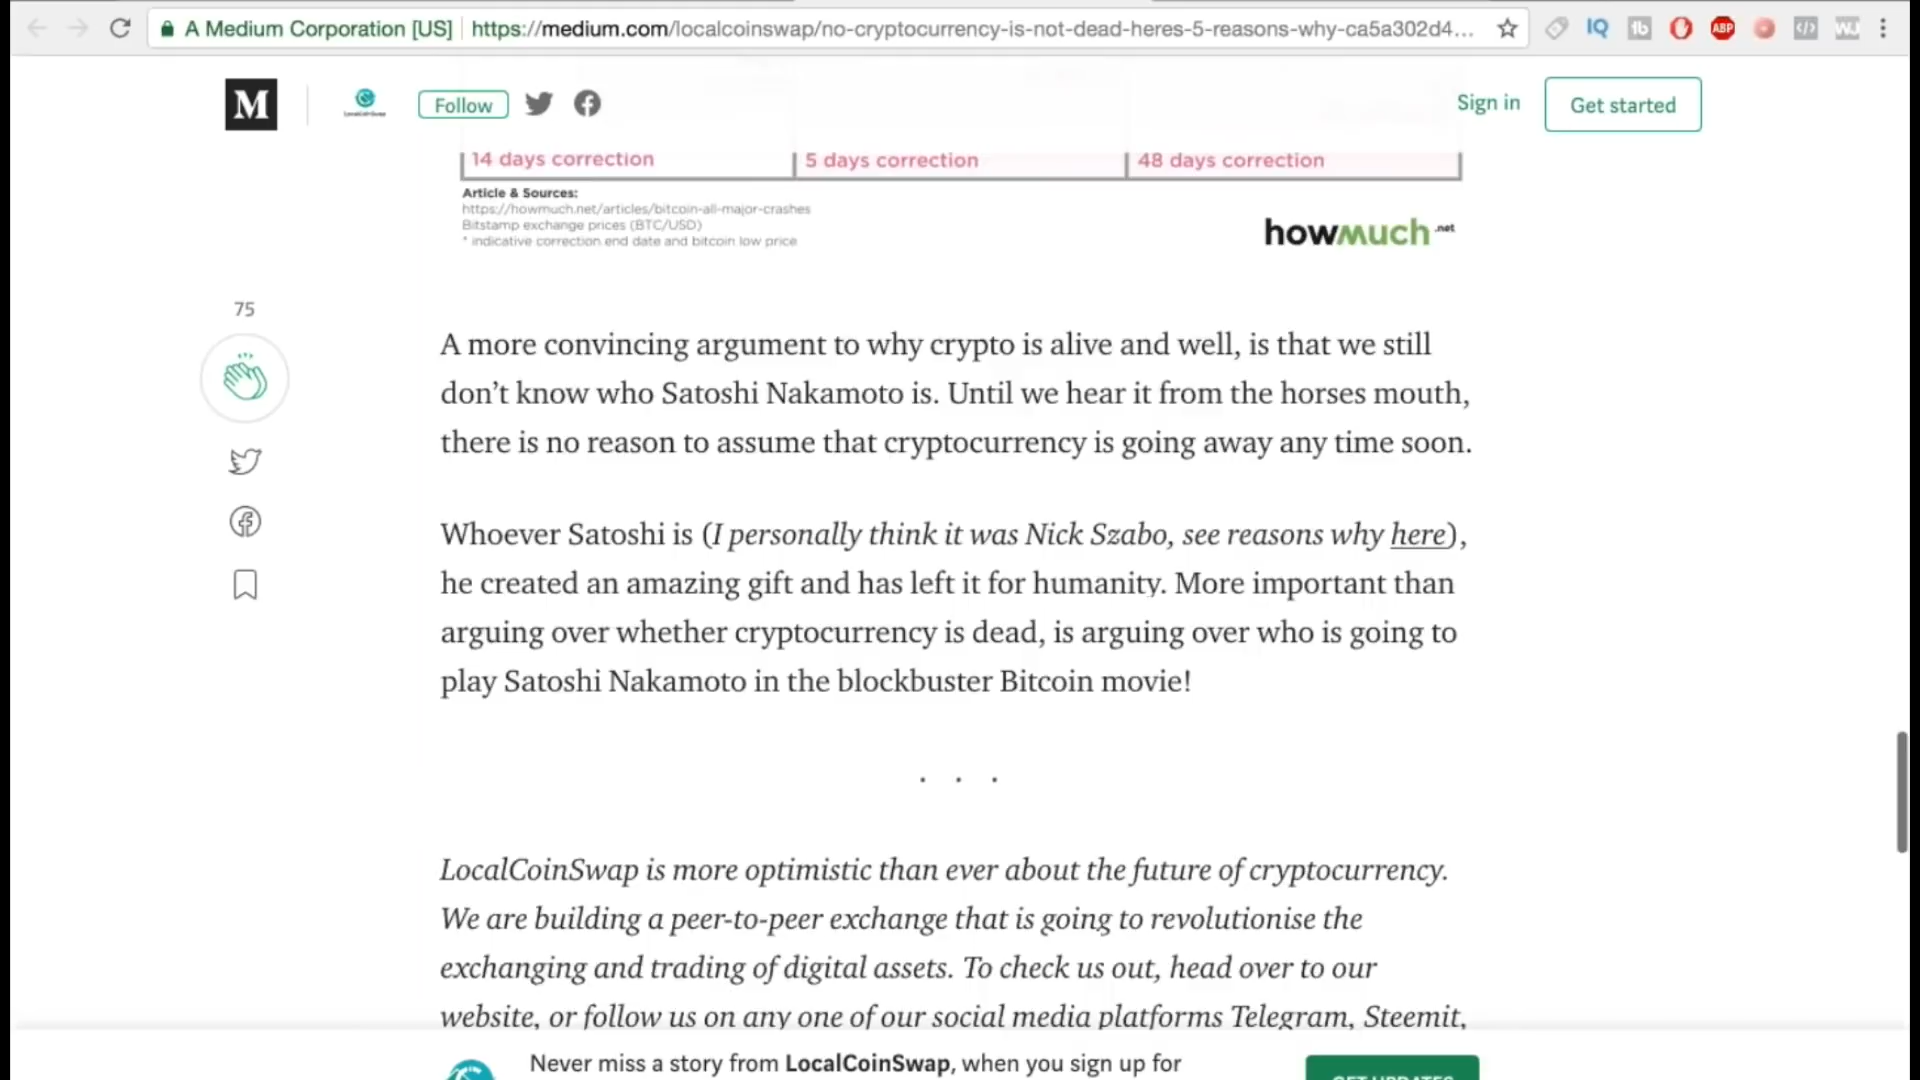 A Medium Corporation [US] | https://medium.com/localcoinswap/no-cryptocurrency-is-not-dead-heres-5-reasons-why-ca5a302d4...
IQ
tb
ABP
</>
WJ
M
LocalCoinSwap
Follow
Sign in
Get started
14 days correction
5 days correction
48 days correction
Article & Sources:
https://howmuch.net/articles/bitcoin-all-major-crashes
Bitstamp exchange prices (BTC/USD)
* indicative correction end date and bitcoin low price
howmuch.net
75
A more convincing argument to why crypto is alive and well, is that we still
don’t know who Satoshi Nakamoto is. Until we hear it from the horses mouth,
there is no reason to assume that cryptocurrency is going away any time soon.
Whoever Satoshi is (I personally think it was Nick Szabo, see reasons why here),
he created an amazing gift and has left it for humanity. More important than
arguing over whether cryptocurrency is dead, is arguing over who is going to
play Satoshi Nakamoto in the blockbuster Bitcoin movie!
. . .
LocalCoinSwap is more optimistic than ever about the future of cryptocurrency.
We are building a peer-to-peer exchange that is going to revolutionise the
exchanging and trading of digital assets. To check us out, head over to our
website, or follow us on any one of our social media platforms Telegram, Steemit,
Never miss a story from LocalCoinSwap, when you sign up for
GET UPDATES